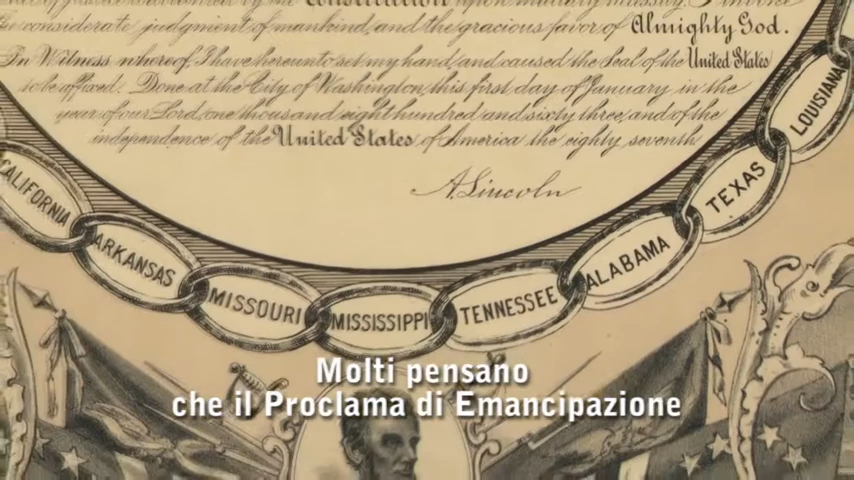 Constitution upon military necessity, I invoke
considerate judgment of mankind, and the gracious favor of Almighty God.
In Witness whereof, I have hereunto set my hand, and caused the Seal of the United States
to be affixed. Done at the City of Washington, this first day of January, in the
year of our Lord, one thousand eight hundred and sixty three, and of the
independence of the United States of America the eighty seventh
A. Lincoln
CALIFORNIA
ARKANSAS
MISSOURI
MISSISSIPPI
TENNESSEE
ALABAMA
TEXAS
LOUISIANA
Molti pensano
che il Proclama di Emancipazione